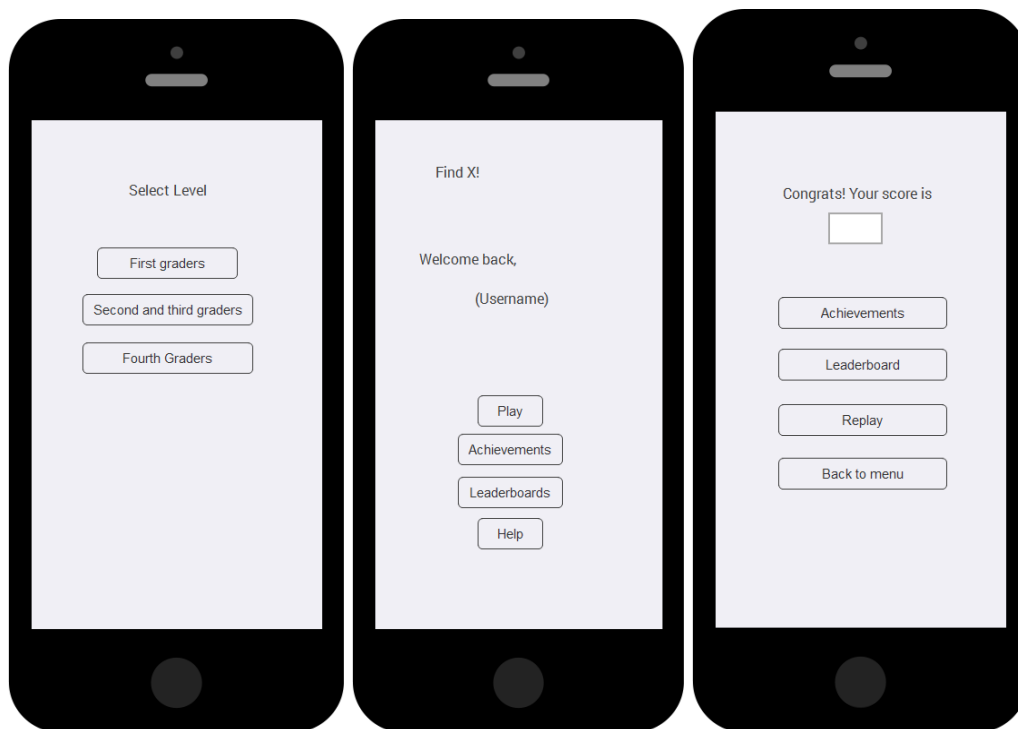 Select Level
First graders
Second and third graders
Fourth Graders
Find X!
Welcome back,
(Username)
Play
Achievements
Leaderboards
Help
Congrats! Your score is
Achievements
Leaderboard
Replay
Back to menu